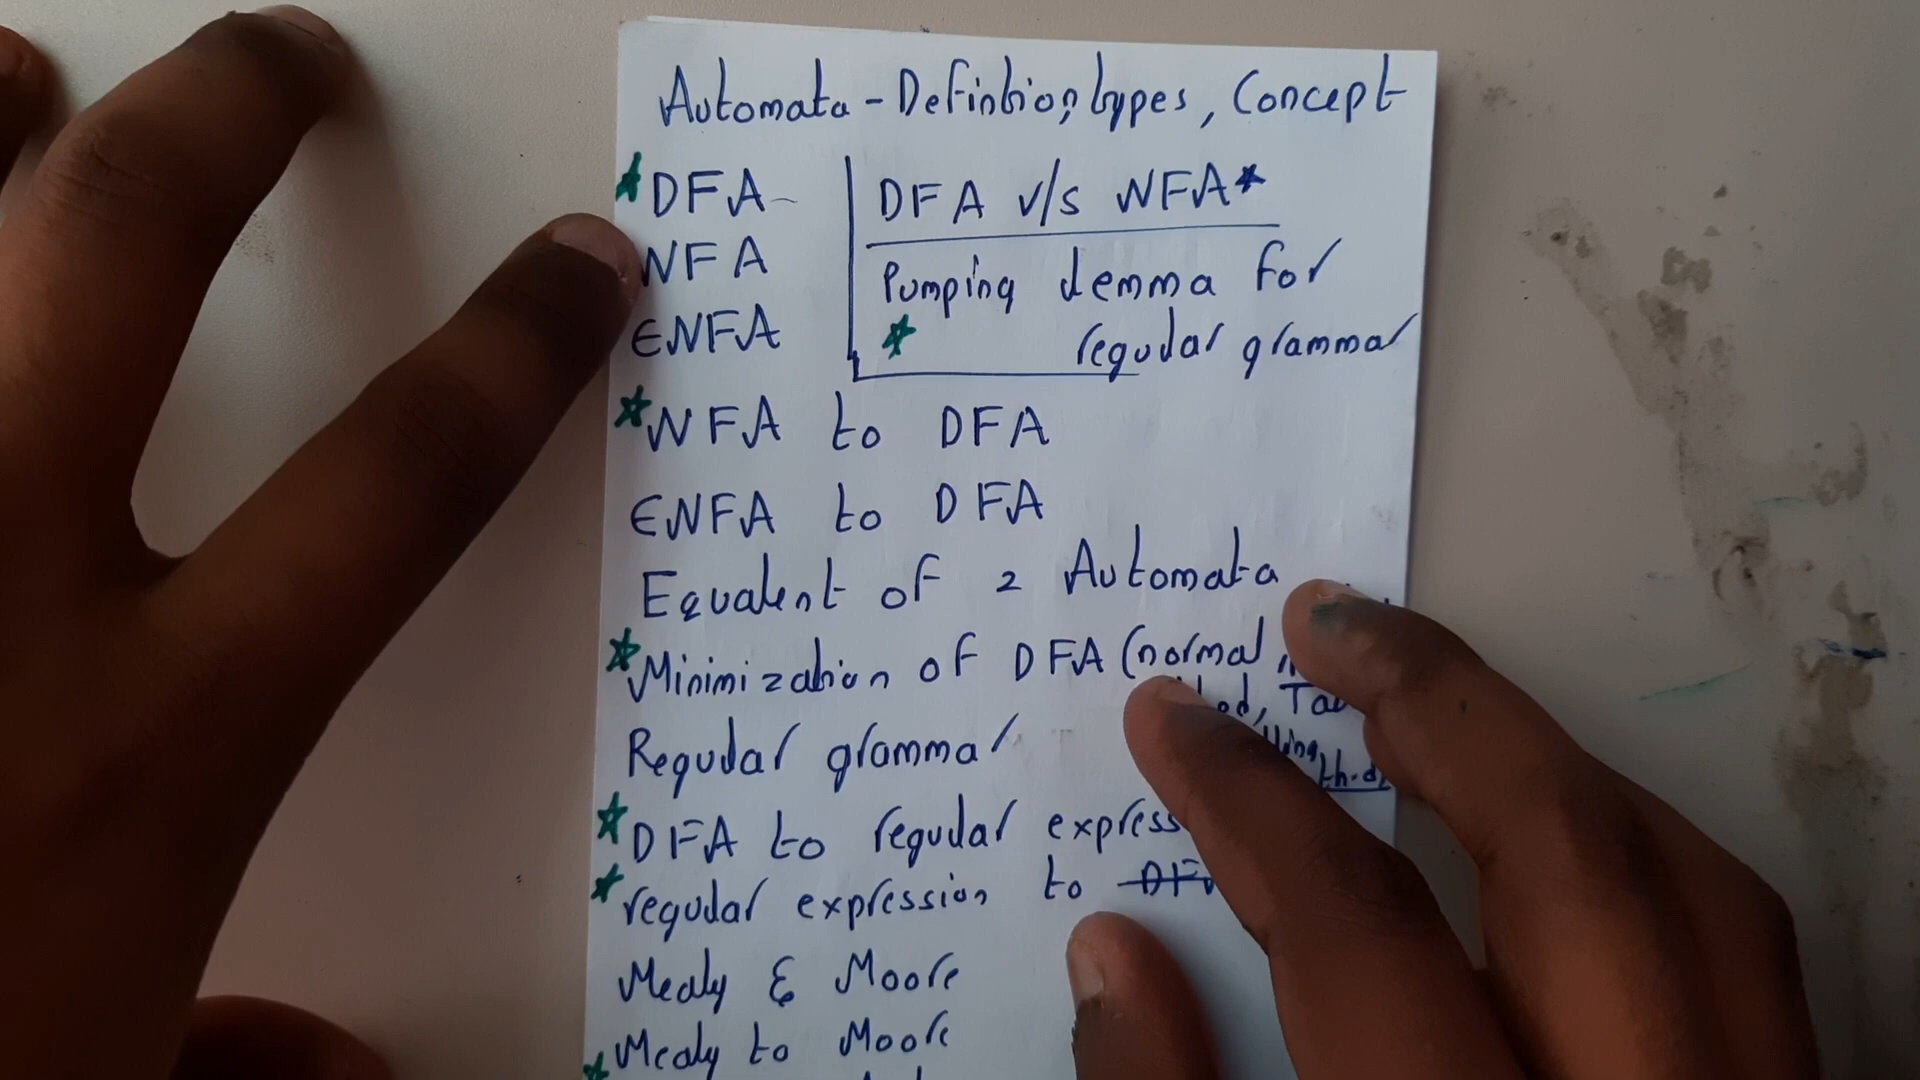 Automata - Defintion, types, Concept
DFA
NFA
ENFA
DFA v/s NFA
Pumping Lemma for
regular grammar
NFA to DFA
ENFA to DFA
Equalent of 2 Automata
Minimization of DFA (normal,
Regular grammar
DFA to regular
regular expression to
Mealy & Moore
Mealy to Moore